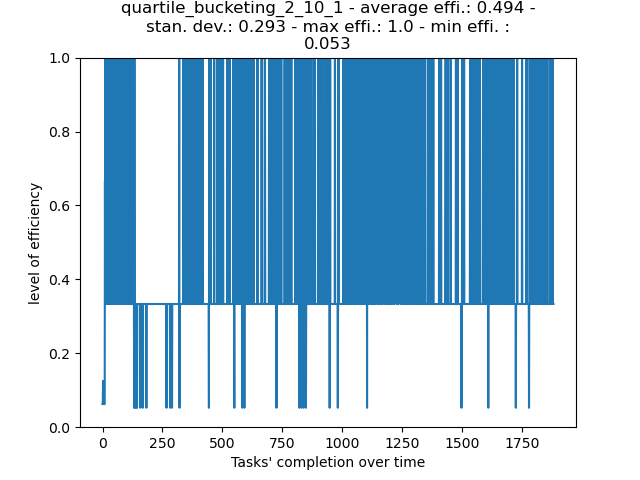 quartile_bucketing_2_10_1 - average effi.: 0.494 -
stan. dev.: 0.293 - max effi.: 1.0 - min effi. :
0.053
1.0
0.8
0.6
0.4
0.2
0.0
level of efficiency
0 250 500 750 1000 1250 1500 1750
Tasks' completion over time